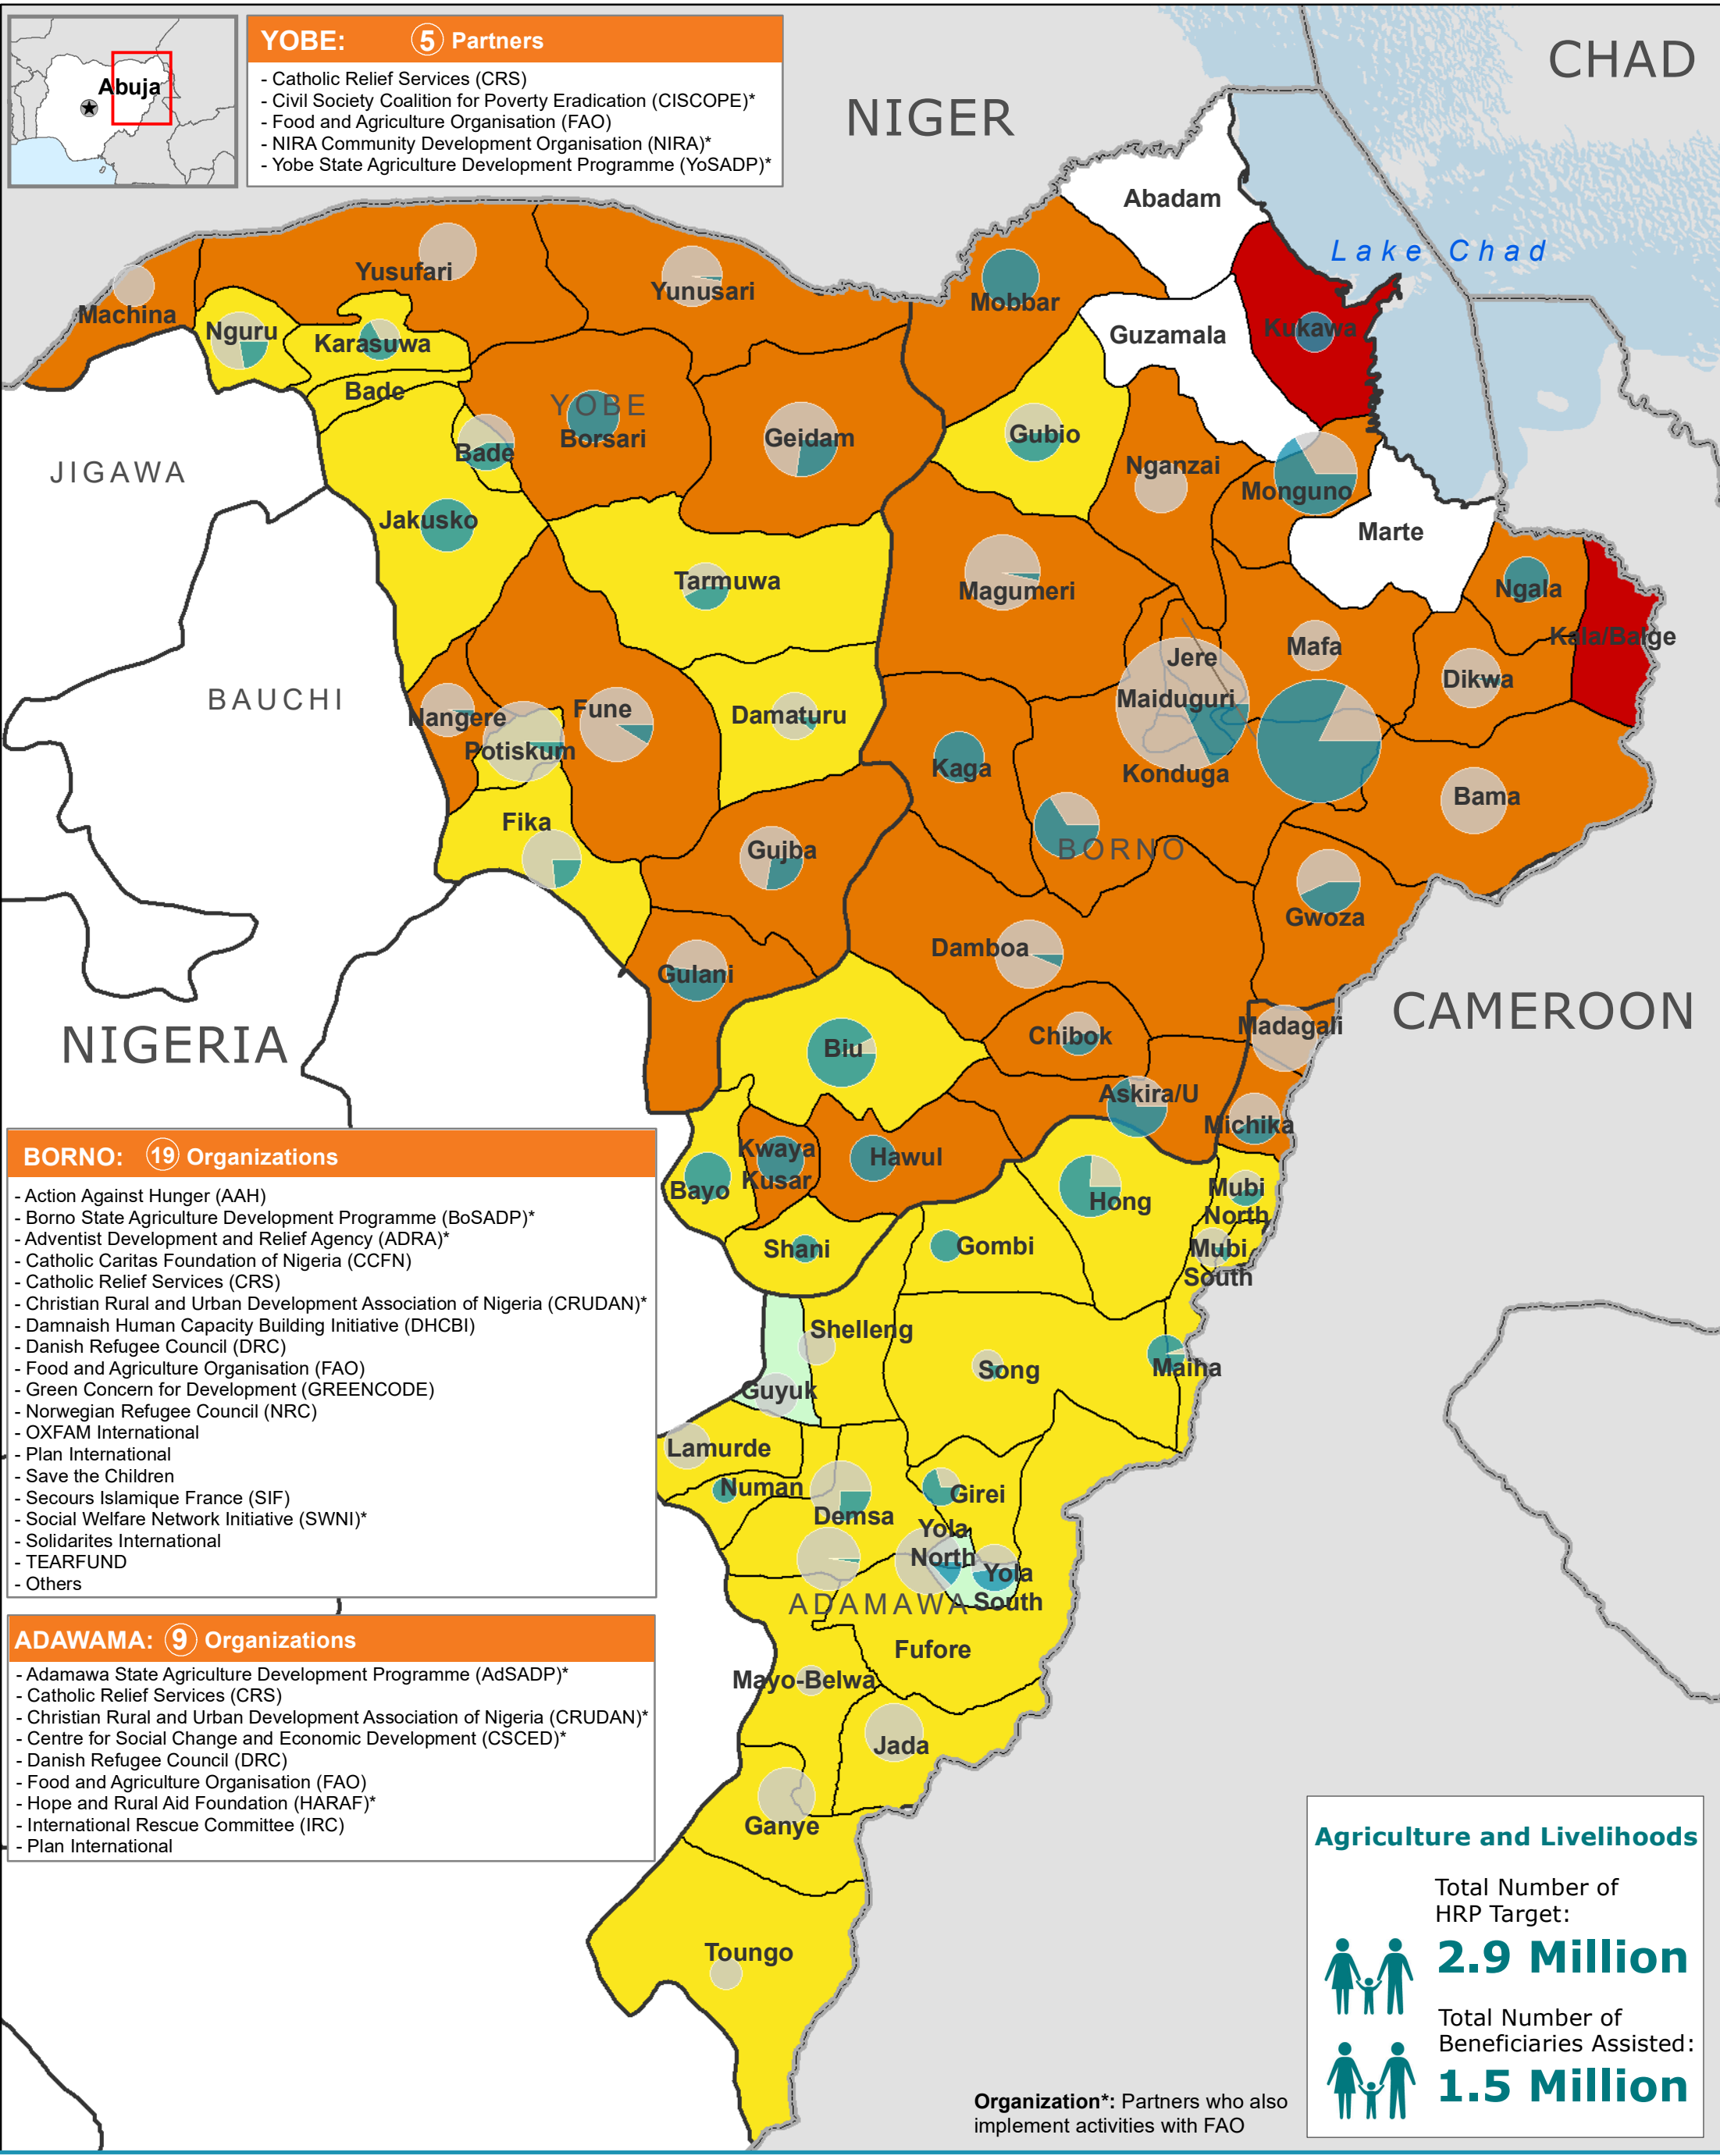 Abuja
YOBE: 5 Partners
- Catholic Relief Services (CRS)
- Civil Society Coalition for Poverty Eradication (CISCOPE)*
- Food and Agriculture Organisation (FAO)
- NIRA Community Development Organisation (NIRA)*
- Yobe State Agriculture Development Programme (YoSADP)*
CHAD
NIGER
Abadam
Lake Chad
Yusufari
Yunusari
Mobbar
Machina
Nguru
Karasuwa
Guzamala
Kukawa
Bade
YOBE
Borsari
Geidam
Gubio
Bade
JIGAWA
Nganzai
Monguno
Jakusko
Marte
Tarmuwa
Magumeri
Ngala
Kala/Balge
Jere
Mafa
Dikwa
BAUCHI
Maiduguri
Nangere
Fune
Damaturu
Potiskum
Kaga
Konduga
Bama
Fika
Gujba
BORNO
Gwoza
Damboa
Gulani
CAMEROON
NIGERIA
Madagali
Chibok
Biu
Askira/U
Michika
Kwaya
Kusar
Hawul
Bayo
Hong
Mubi
North
Shani
Gombi
Mubi
South
Shelleng
Song
Maiha
Guyuk
Lamurde
Numan
Girei
Demsa
Yola
North
Yola
South
ADAMAWA
Fufore
Mayo-Belwa
Jada
Ganye
Toungo
BORNO: 19 Organizations
- Action Against Hunger (AAH)
- Borno State Agriculture Development Programme (BoSADP)*
- Adventist Development and Relief Agency (ADRA)*
- Catholic Caritas Foundation of Nigeria (CCFN)
- Catholic Relief Services (CRS)
- Christian Rural and Urban Development Association of Nigeria (CRUDAN)*
- Damnaish Human Capacity Building Initiative (DHCBI)
- Danish Refugee Council (DRC)
- Food and Agriculture Organisation (FAO)
- Green Concern for Development (GREENCODE)
- Norwegian Refugee Council (NRC)
- OXFAM International
- Plan International
- Save the Children
- Secours Islamique France (SIF)
- Social Welfare Network Initiative (SWNI)*
- Solidarites International
- TEARFUND
- Others
ADAWAMA: 9 Organizations
- Adamawa State Agriculture Development Programme (AdSADP)*
- Catholic Relief Services (CRS)
- Christian Rural and Urban Development Association of Nigeria (CRUDAN)*
- Centre for Social Change and Economic Development (CSCED)*
- Danish Refugee Council (DRC)
- Food and Agriculture Organisation (FAO)
- Hope and Rural Aid Foundation (HARAF)*
- International Rescue Committee (IRC)
- Plan International
Agriculture and Livelihoods
Total Number of
HRP Target:
2.9 Million
Total Number of
Beneficiaries Assisted:
1.5 Million
Organization*: Partners who also
implement activities with FAO